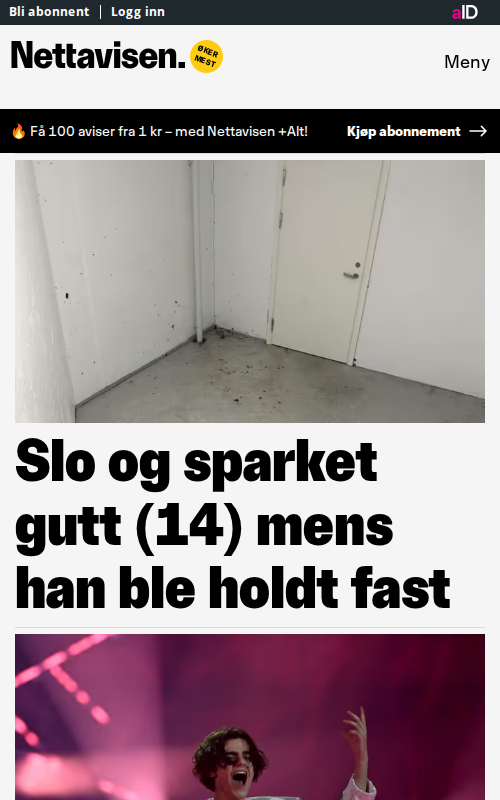 Bli abonnent | Logg inn
aID
Nettavisen.
ØKER
MEST
Meny
🔥 Få 100 aviser fra 1 kr – med Nettavisen +Alt!
Kjøp abonnement →
Slo og sparket
gutt (14) mens
han ble holdt fast